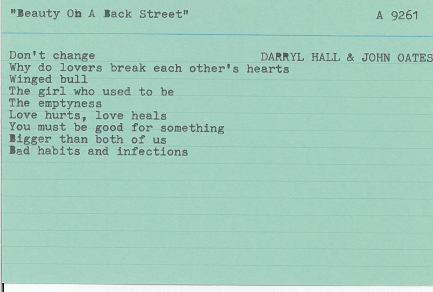 "Beauty On A Back Street" A 9261
Don't change DARRYL HALL & JOHN OATES
Why do lovers break each other's hearts
Winged bull
The girl who used to be
The emptyness
Love hurts, love heals
You must be good for something
Bigger than both of us
Bad habits and infections